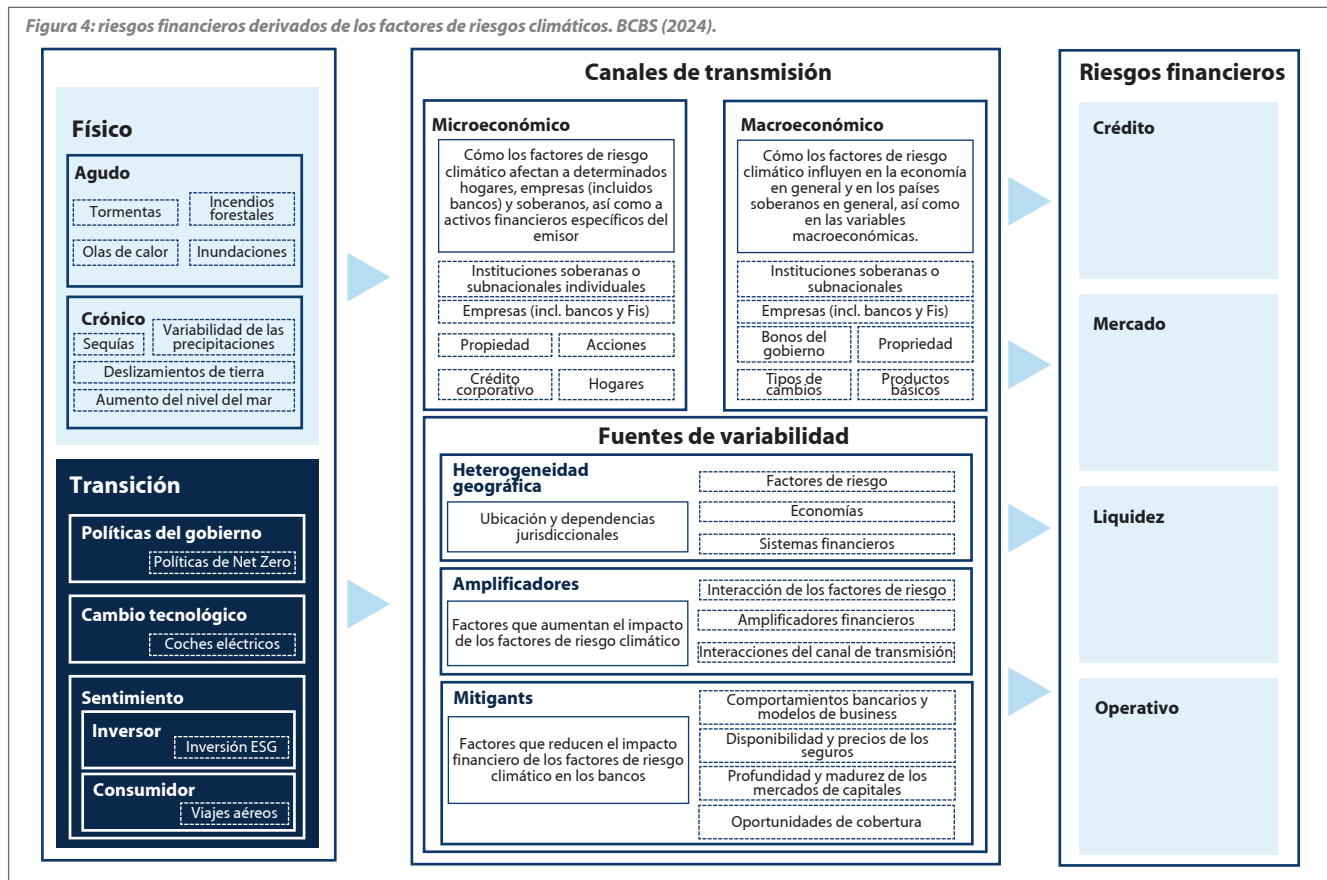 Figura 4: riesgos financieros derivados de los factores de riesgos climáticos. BCBS (2024).
Físico
Agudo
Tormentas
Incendios
forestales
Olas de calor
Inundaciones
Crónico
Sequías
Variabilidad de las
precipitaciones
Deslizamientos de tierra
Aumento del nivel del mar
Transición
Políticas del gobierno
Políticas de Net Zero
Cambio tecnológico
Coches eléctricos
Sentimiento
Inversor
Inversión ESG
Consumidor
Viajes aéreos
Canales de transmisión
Microeconómico
Cómo los factores de riesgo
climático afectan a determinados
hogares, empresas (incluidos
bancos) y soberanos, así como a
activos financieros específicos del
emisor
Instituciones soberanas o
subnacionales individuales
Empresas (incl. bancos y Fis)
Propiedad
Acciones
Crédito
corporativo
Hogares
Macroeconómico
Cómo los factores de riesgo
climático influyen en la economía
en general y en los países
soberanos en general, así como
en las variables
macroeconómicas.
Instituciones soberanas o
subnacionales
Empresas (incl. bancos y Fis)
Bonos del
gobierno
Propriedad
Tipos de
cambios
Productos
básicos
Fuentes de variabilidad
Heterogeneidad
geográfica
Ubicación y dependencias
jurisdiccionales
Factores de riesgo
Economías
Sistemas financieros
Amplificadores
Factores que aumentan el impacto
de los factores de riesgo climático
Interacción de los factores de riesgo
Amplificadores financieros
Interacciones del canal de transmisión
Mitigants
Factores que reducen el impacto
financiero de los factores de riesgo
climático en los bancos
Comportamientos bancarios y
modelos de business
Disponibilidad y precios de los
seguros
Profundidad y madurez de los
mercados de capitales
Oportunidades de cobertura
Riesgos financieros
Crédito
Mercado
Liquidez
Operativo